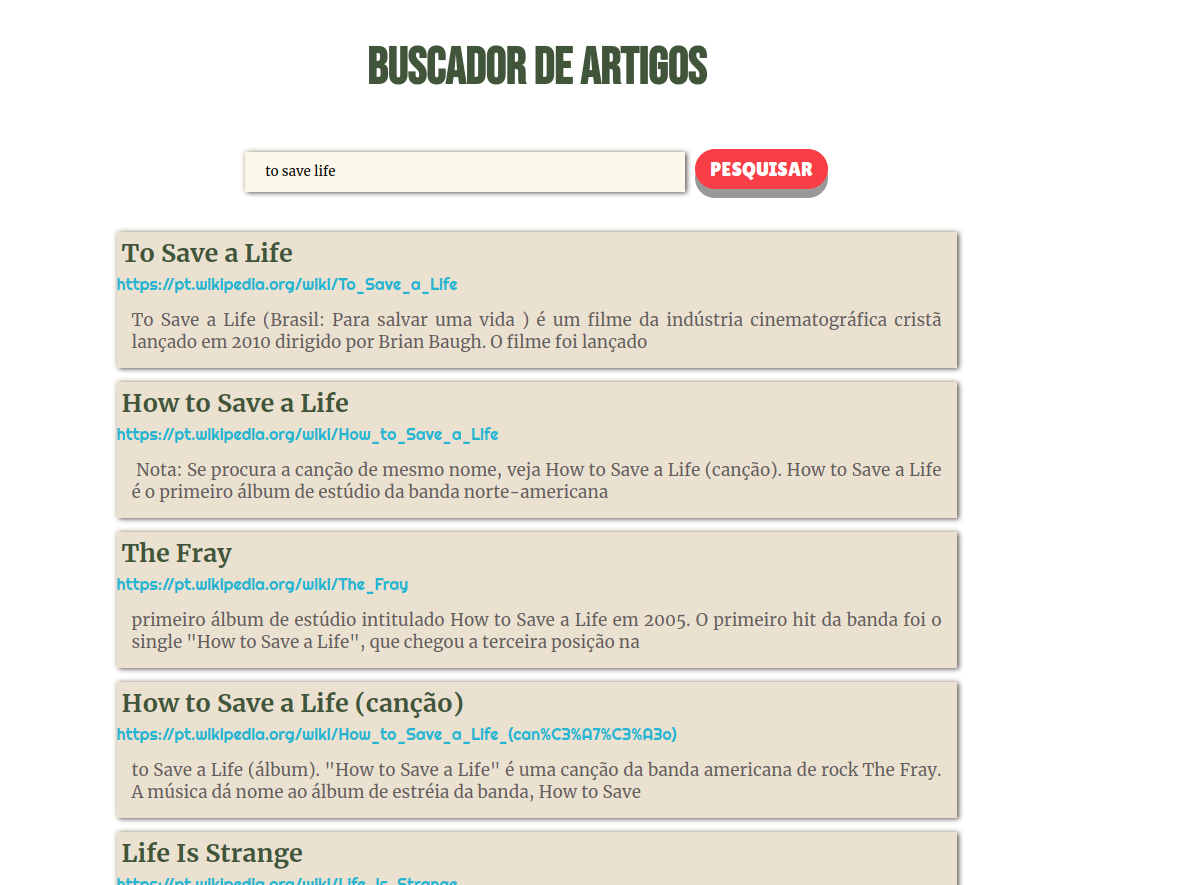 BUSCADOR DE ARTIGOS
to save life
PESQUISAR
To Save a Life
https://pt.wikipedia.org/wiki/To_Save_a_Life
To Save a Life (Brasil: Para salvar uma vida ) é um filme da indústria cinematográfica cristã
lançado em 2010 dirigido por Brian Baugh. O filme foi lançado
How to Save a Life
https://pt.wikipedia.org/wiki/How_to_Save_a_Life
Nota: Se procura a canção de mesmo nome, veja How to Save a Life (canção). How to Save a Life
é o primeiro álbum de estúdio da banda norte-americana
The Fray
https://pt.wikipedia.org/wiki/The_Fray
primeiro álbum de estúdio intitulado How to Save a Life em 2005. O primeiro hit da banda foi o
single "How to Save a Life", que chegou a terceira posição na
How to Save a Life (canção)
https://pt.wikipedia.org/wiki/How_to_Save_a_Life_(can%C3%A7%C3%A3o)
to Save a Life (álbum). "How to Save a Life" é uma canção da banda americana de rock The Fray.
A música dá nome ao álbum de estréia da banda, How to Save
Life Is Strange
https://pt.wikipedia.org/wiki/Life_Is_Strange